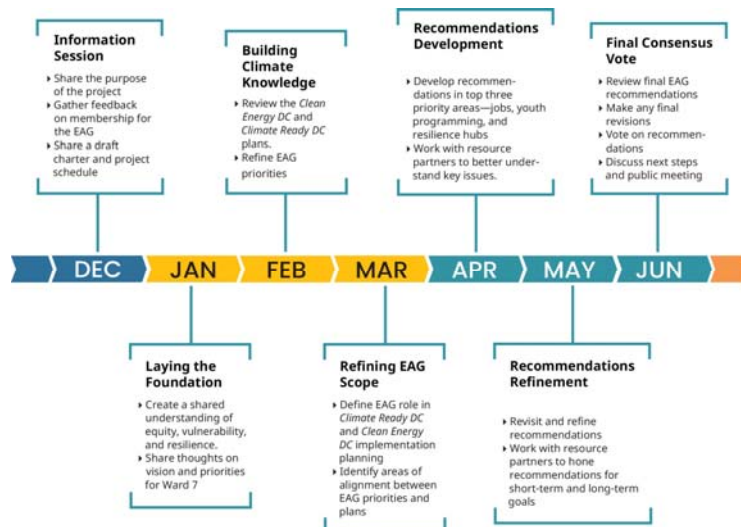 Information
Session
Share the purpose
of the project
Gather feedback
on membership for
the EAG
Share a draft
charter and project
schedule
Building
Climate
Knowledge
Review the Clean
Energy DC and
Climate Ready DC
plans.
Refine EAG
priorities
Recommendations
Development
Develop recommen-
dations in top three
priority areas—jobs, youth
programming, and
resilience hubs
Work with resource
partners to better under-
stand key issues.
Final Consensus
Vote
Review final EAG
recommendations
Make any final
revisions
Vote on recommen-
dations
Discuss next steps
and public meeting
DEC JAN FEB MAR APR MAY JUN
Laying the
Foundation
Create a shared
understanding of
equity, vulnerability,
and resilience.
Share thoughts on
vision and priorities
for Ward 7
Refining EAG
Scope
Define EAG role in
Climate Ready DC
and Clean Energy
DC implementation
planning
Identify areas of
alignment between
EAG priorities and
plans
Recommendations
Refinement
Revisit and refine
recommendations
Work with resource
partners to hone
recommendations for
short-term and long-term
goals